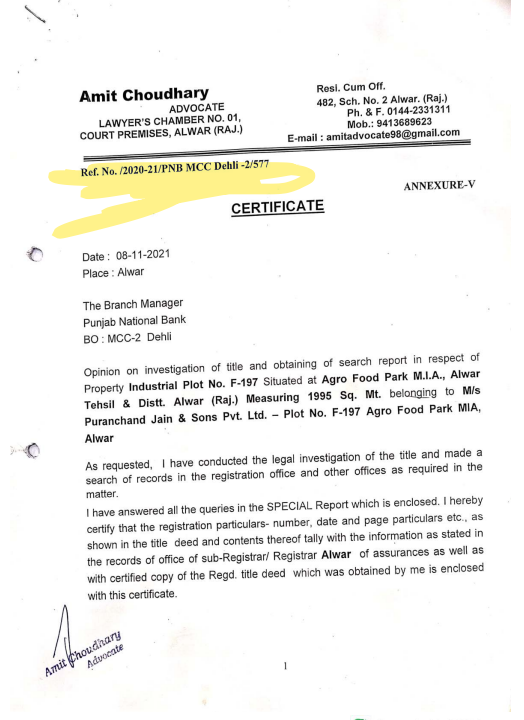 Amit Choudhary
ADVOCATE
LAWYER'S CHAMBER NO. 01,
COURT PREMISES, ALWAR (RAJ.)
Resi. Cum Off.
482, Sch. No. 2 Alwar. (Raj.)
Ph. & F. 0144-2331311
Mob.: 9413689623
E-mail : amitadvocate98@gmail.com
Ref. No. /2020-21/PNB MCC Dehli -2/577
ANNEXURE-V
CERTIFICATE
Date : 08-11-2021
Place : Alwar
The Branch Manager
Punjab National Bank
BO : MCC-2 Dehli
Opinion on investigation of title and obtaining of search report in respect of
Property Industrial Plot No. F-197 Situated at Agro Food Park M.I.A., Alwar
Tehsil & Distt. Alwar (Raj.) Measuring 1995 Sq. Mt. belonging to M/s
Puranchand Jain & Sons Pvt. Ltd. – Plot No. F-197 Agro Food Park MIA,
Alwar
As requested, I have conducted the legal investigation of the title and made a
search of records in the registration office and other offices as required in the
matter.
I have answered all the queries in the SPECIAL Report which is enclosed. I hereby
certify that the registration particulars- number, date and page particulars etc., as
shown in the title deed and contents thereof tally with the information as stated in
the records of office of sub-Registrar/ Registrar Alwar of assurances as well as
with certified copy of the Regd. title deed which was obtained by me is enclosed
with this certificate.
Amit Choudhary
Advocate
1